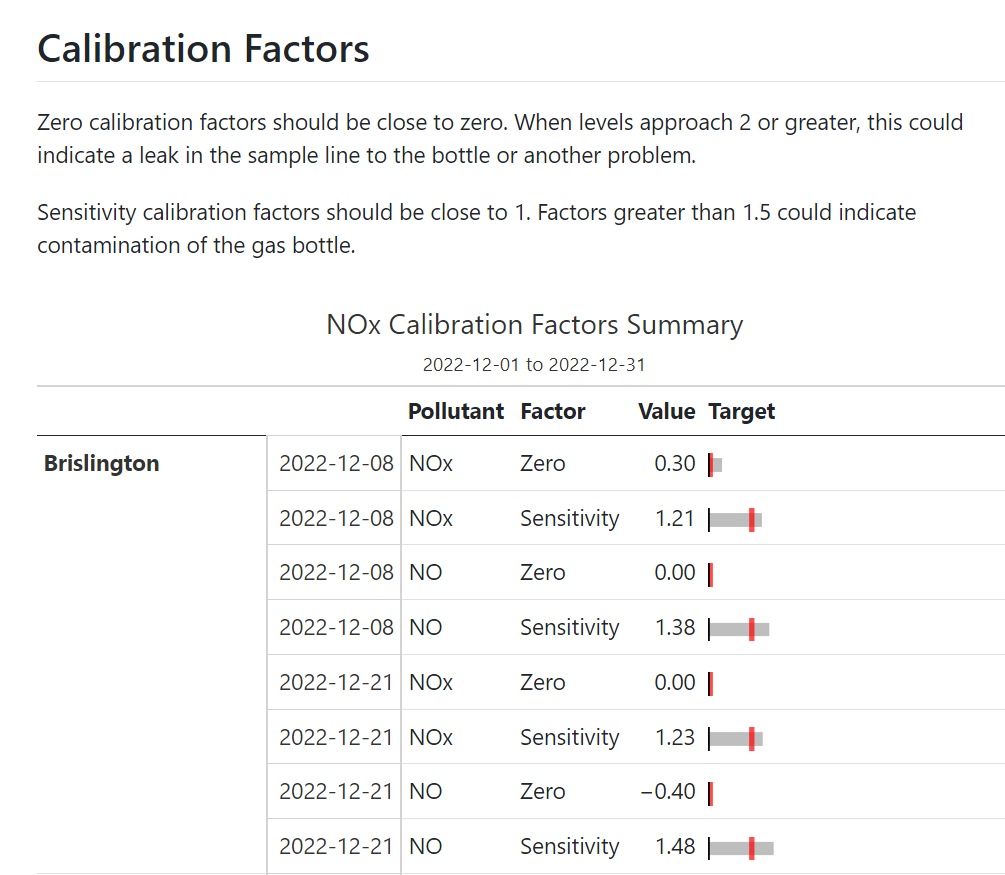 Calibration Factors
Zero calibration factors should be close to zero. When levels approach 2 or greater, this could
indicate a leak in the sample line to the bottle or another problem.
Sensitivity calibration factors should be close to 1. Factors greater than 1.5 could indicate
contamination of the gas bottle.
NOx Calibration Factors Summary
2022-12-01 to 2022-12-31
Pollutant Factor Value Target
Brislington 2022-12-08 NOx Zero 0.30
2022-12-08 NOx Sensitivity 1.21
2022-12-08 NO Zero 0.00
2022-12-08 NO Sensitivity 1.38
2022-12-21 NOx Zero 0.00
2022-12-21 NOx Sensitivity 1.23
2022-12-21 NO Zero −0.40
2022-12-21 NO Sensitivity 1.48